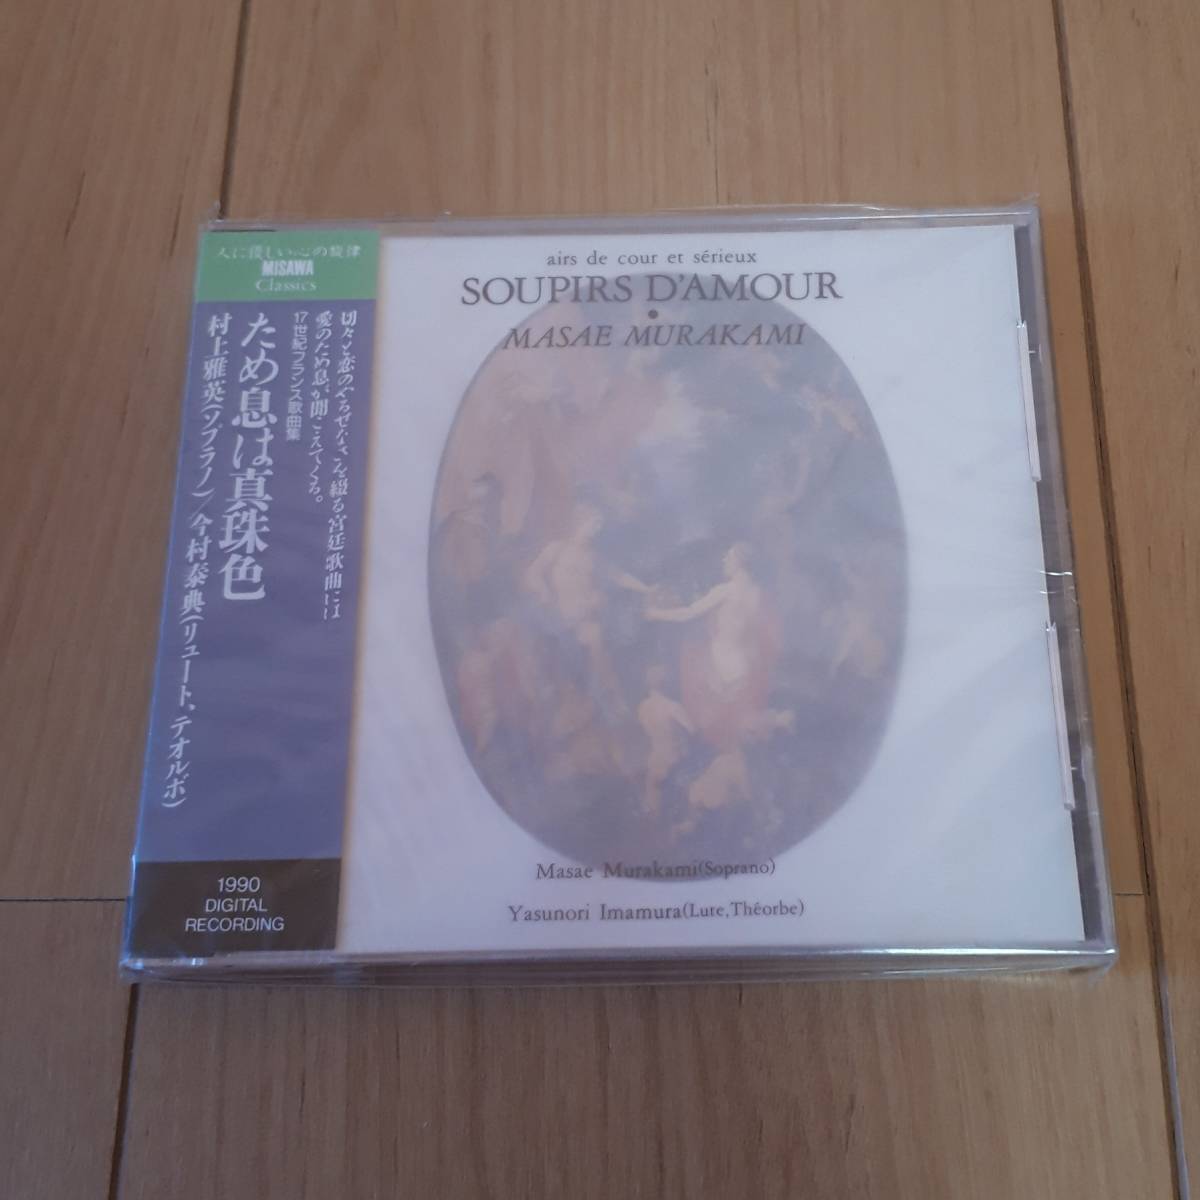 人に優しい心の旋律
MISAWA
Classics
切々と恋のやるせなさを綴る宮廷歌曲には
愛のため息が聞こえてくる。
17世紀フランス歌曲集
ため息は真珠色
村上雅英(ソプラノ)/今村泰典(リュート、テオルボ)
1990
DIGITAL
RECORDING
airs de cour et sérieux
SOUPIRS D'AMOUR
•
MASAE MURAKAMI
Masae Murakami(Soprano)
Yasunori Imamura(Lute,Théorbe)